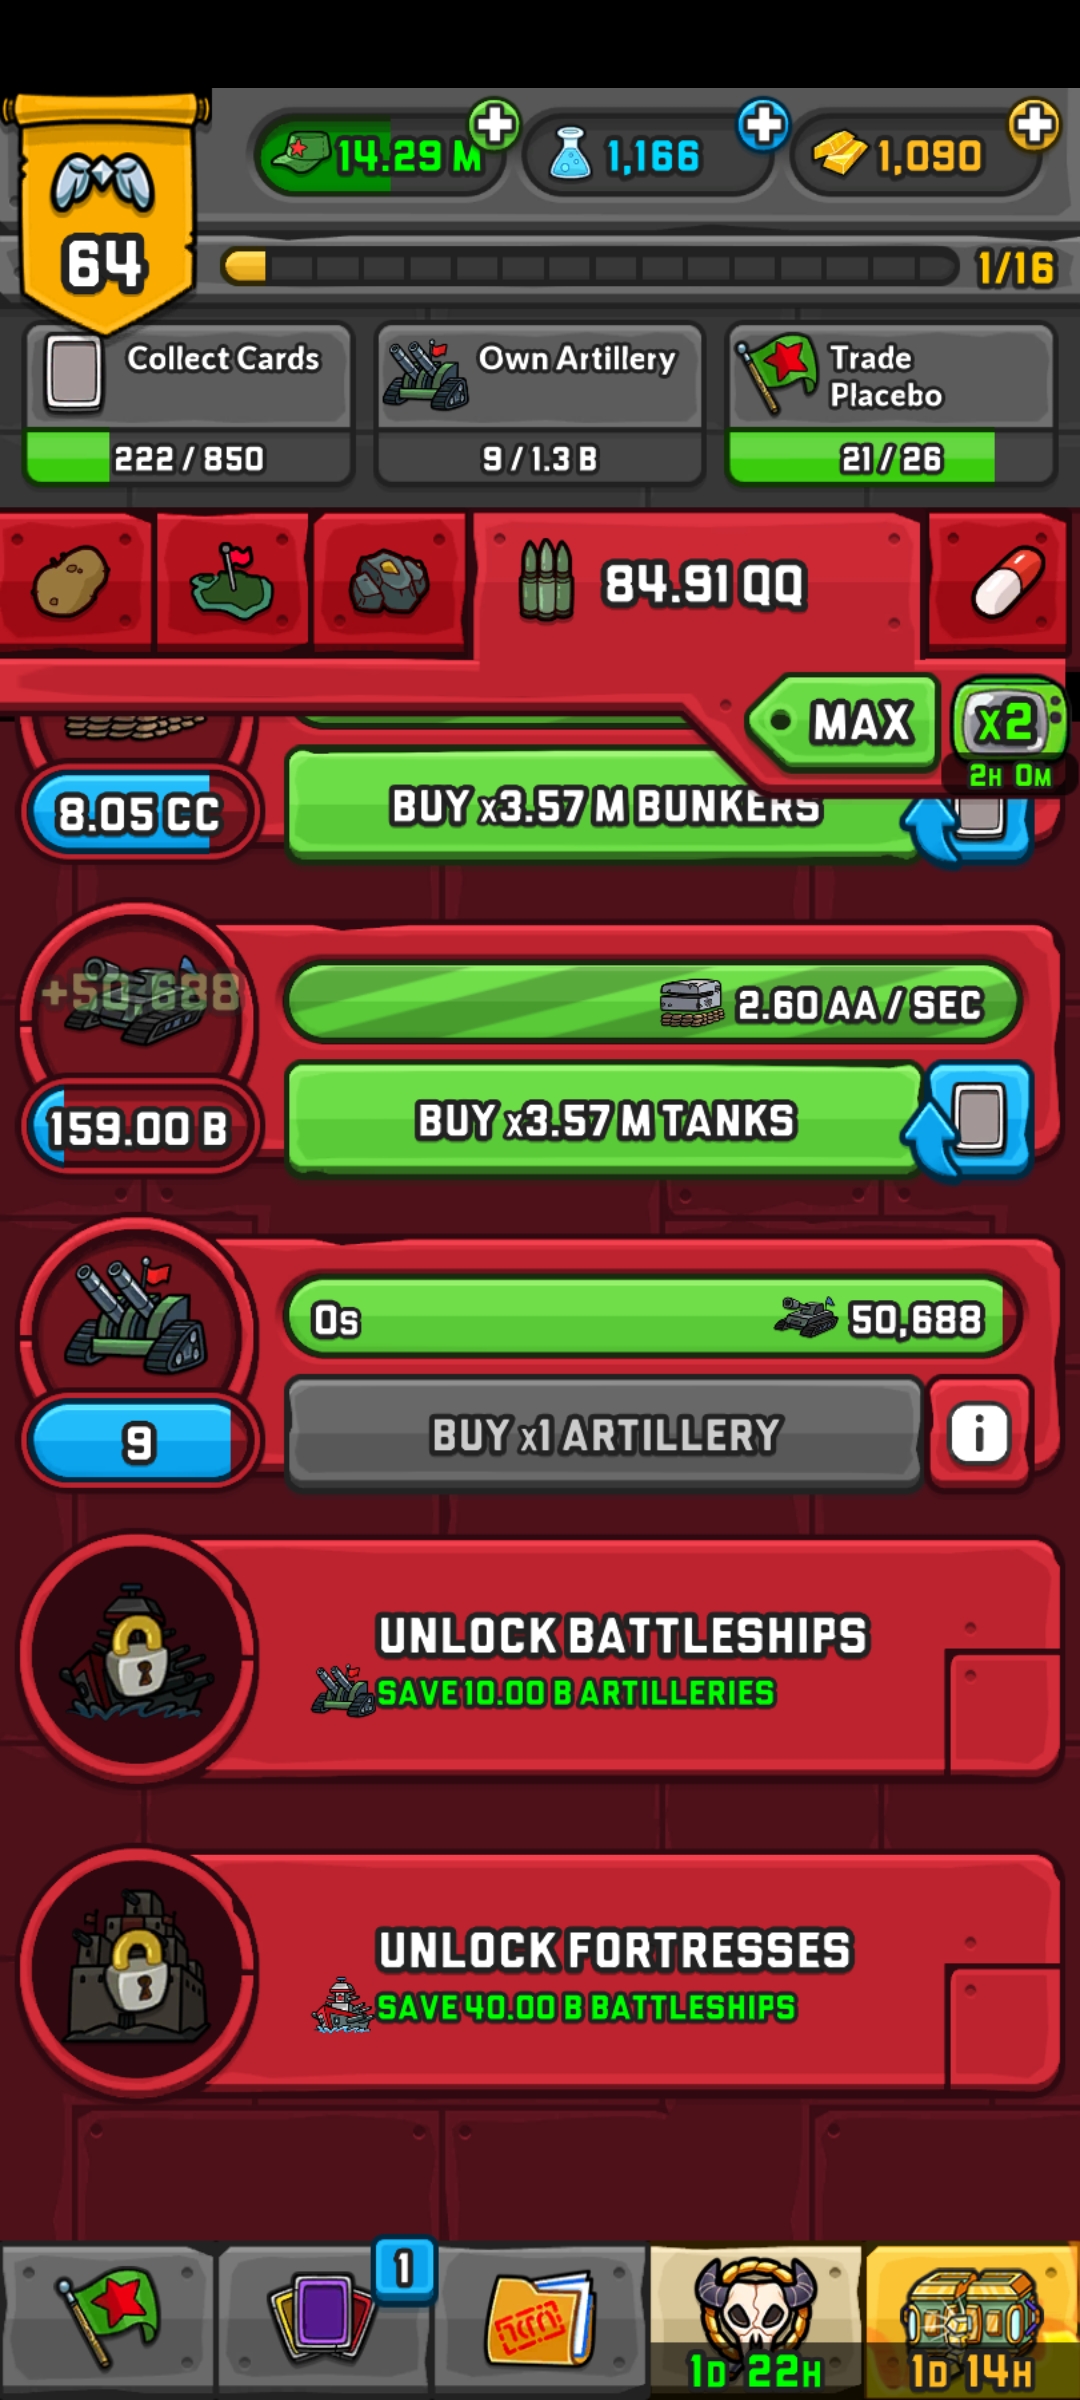 14.29 M
1,166
1,090
64
1/16
Collect Cards
222 / 850
Own Artillery
9 / 1.3 B
Trade
Placebo
21 / 26
84.91 QQ
MAX
x2
2H 0M
8.05 CC
BUY x3.57 M BUNKERS
+50,688
2.60 AA / SEC
159.00 B
BUY x3.57 M TANKS
0s
50,688
9
BUY x1 ARTILLERY
i
UNLOCK BATTLESHIPS
SAVE 10.00 B ARTILLERIES
UNLOCK FORTRESSES
SAVE 40.00 B BATTLESHIPS
1
1D 22H
1D 14H